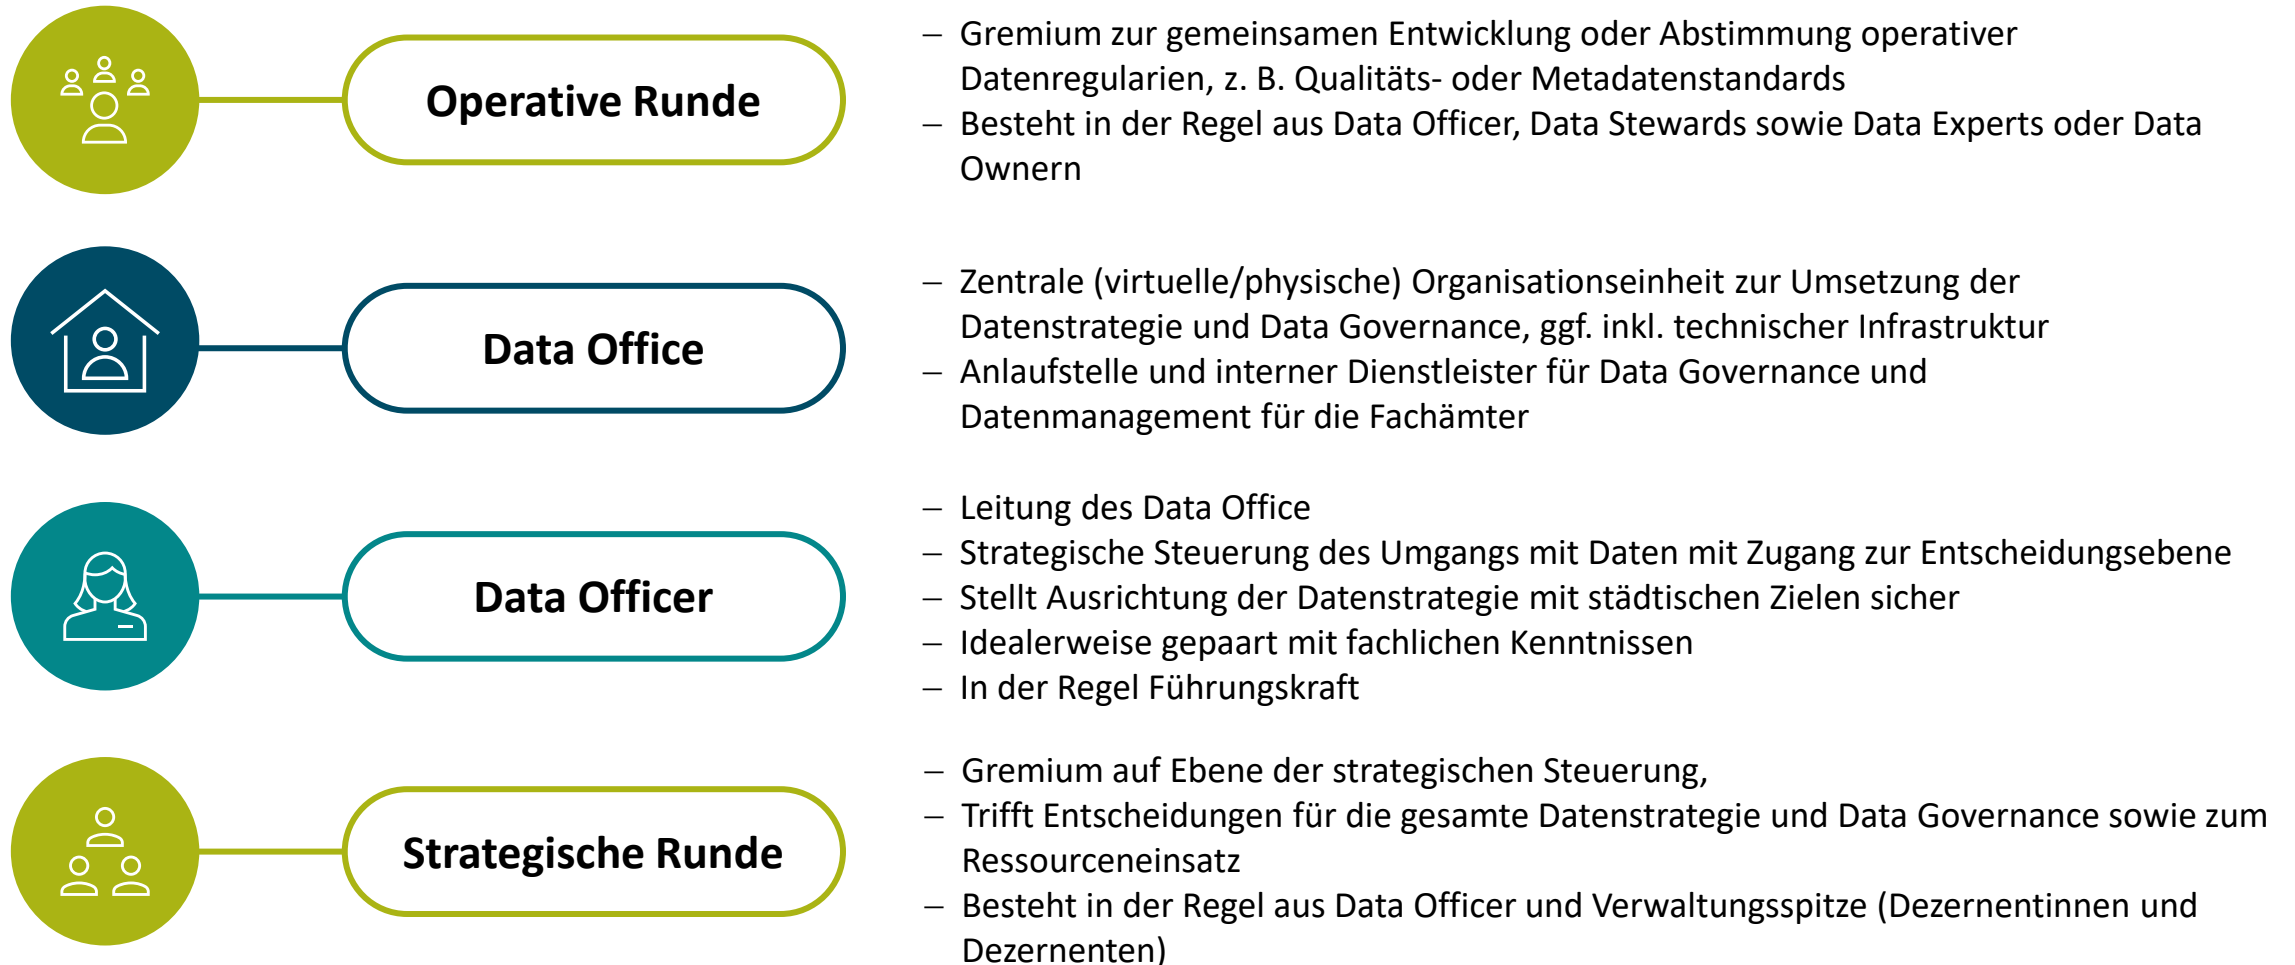 Operative Runde
– Gremium zur gemeinsamen Entwicklung oder Abstimmung operativer
Datenregularien, z. B. Qualitäts- oder Metadatenstandards
– Besteht in der Regel aus Data Officer, Data Stewards sowie Data Experts oder Data
Ownern
Data Office
– Zentrale (virtuelle/physische) Organisationseinheit zur Umsetzung der
Datenstrategie und Data Governance, ggf. inkl. technischer Infrastruktur
– Anlaufstelle und interner Dienstleister für Data Governance und
Datenmanagement für die Fachämter
Data Officer
– Leitung des Data Office
– Strategische Steuerung des Umgangs mit Daten mit Zugang zur Entscheidungsebene
– Stellt Ausrichtung der Datenstrategie mit städtischen Zielen sicher
– Idealerweise gepaart mit fachlichen Kenntnissen
– In der Regel Führungskraft
Strategische Runde
– Gremium auf Ebene der strategischen Steuerung,
– Trifft Entscheidungen für die gesamte Datenstrategie und Data Governance sowie zum
Ressourceneinsatz
– Besteht in der Regel aus Data Officer und Verwaltungsspitze (Dezernentinnen und
Dezernenten)